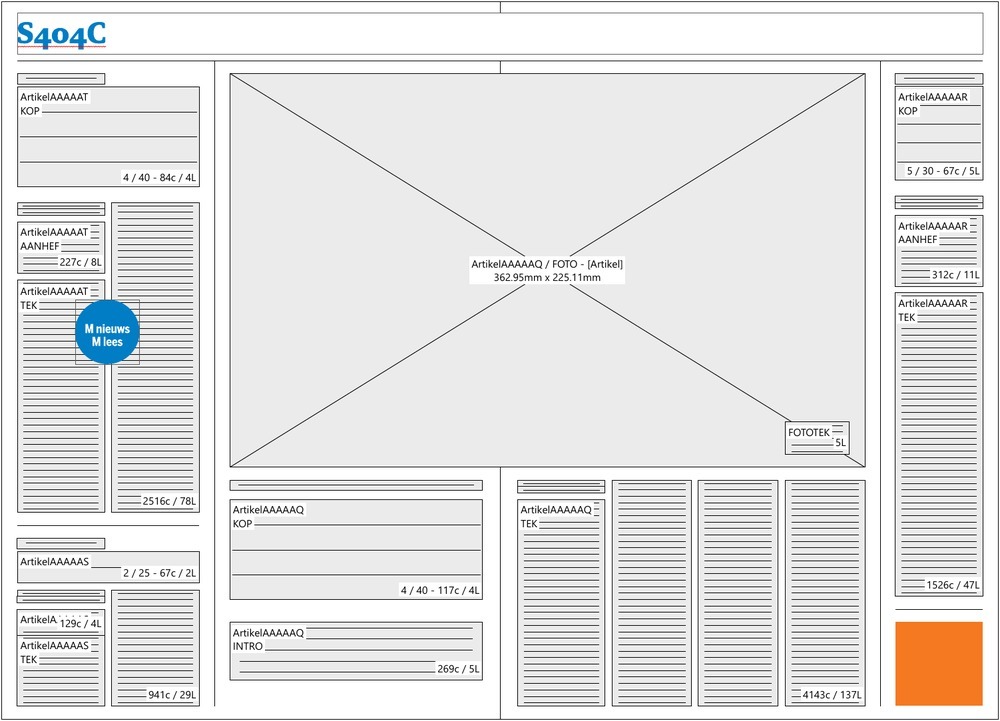 S404C
ArtikelAAAAAT
KOP
4 / 40 - 84c / 4L
ArtikelAAAAAT
AANHEF
227c / 8L
ArtikelAAAAAT
TEK
M nieuws
M lees
2516c / 78L
ArtikelAAAAAS
2 / 25 - 67c / 2L
129c / 4L
ArtikelAAAAAS
TEK
941c / 29L
ArtikelAAAAAQ / FOTO - [Artikel]
362.95mm x 225.11mm
FOTOTEK
5L
ArtikelAAAAAQ
KOP
4 / 40 - 117c / 4L
ArtikelAAAAAQ
INTRO
269c / 5L
ArtikelAAAAAQ
TEK
4143c / 137L
ArtikelAAAAAR
KOP
5 / 30 - 67c / 5L
ArtikelAAAAAR
AANHEF
312c / 11L
ArtikelAAAAAR
TEK
1526c / 47L